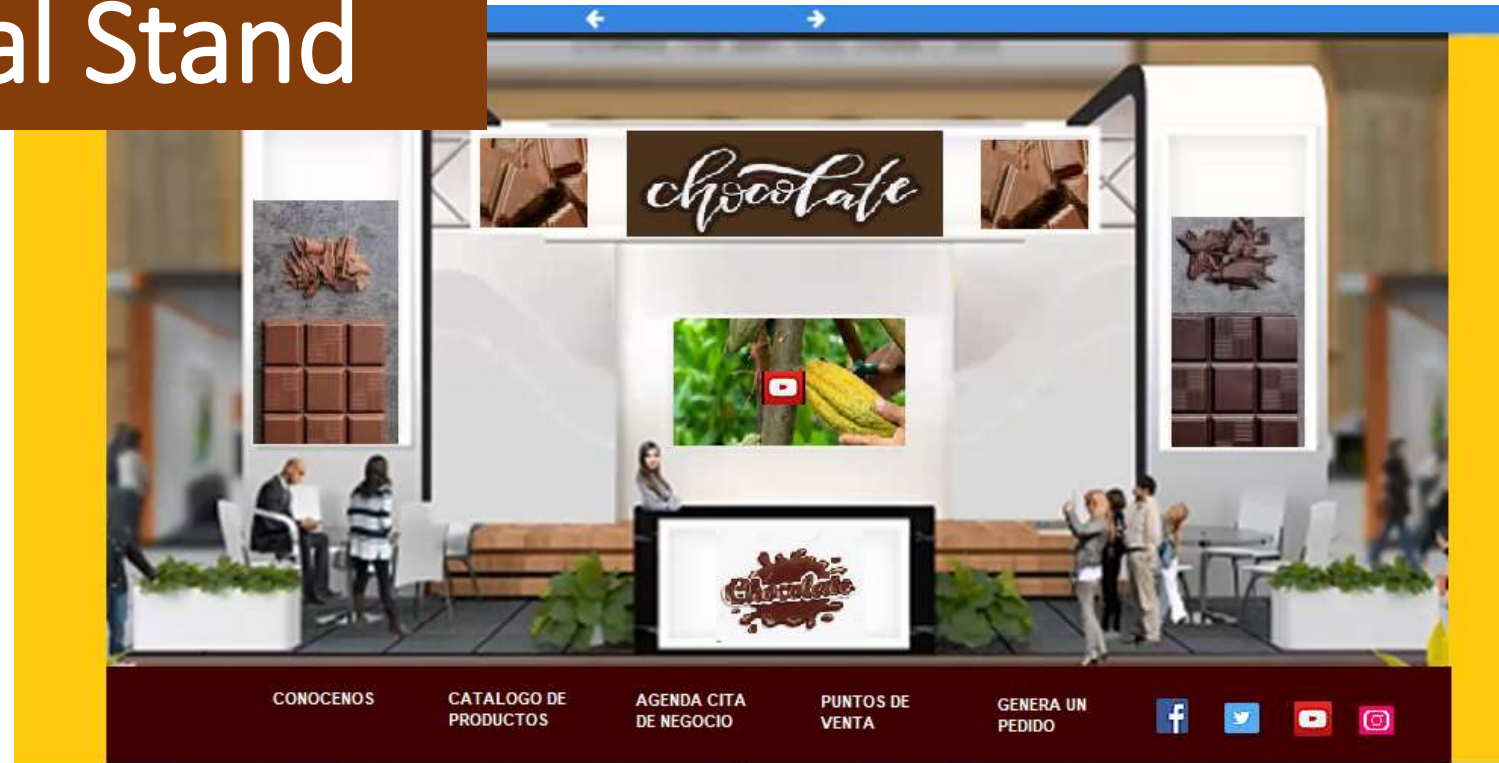 al Stand
chocolate
Chocolate
CONOCENOS
CATALOGO DE
PRODUCTOS
AGENDA CITA
DE NEGOCIO
PUNTOS DE
VENTA
GENERA UN
PEDIDO